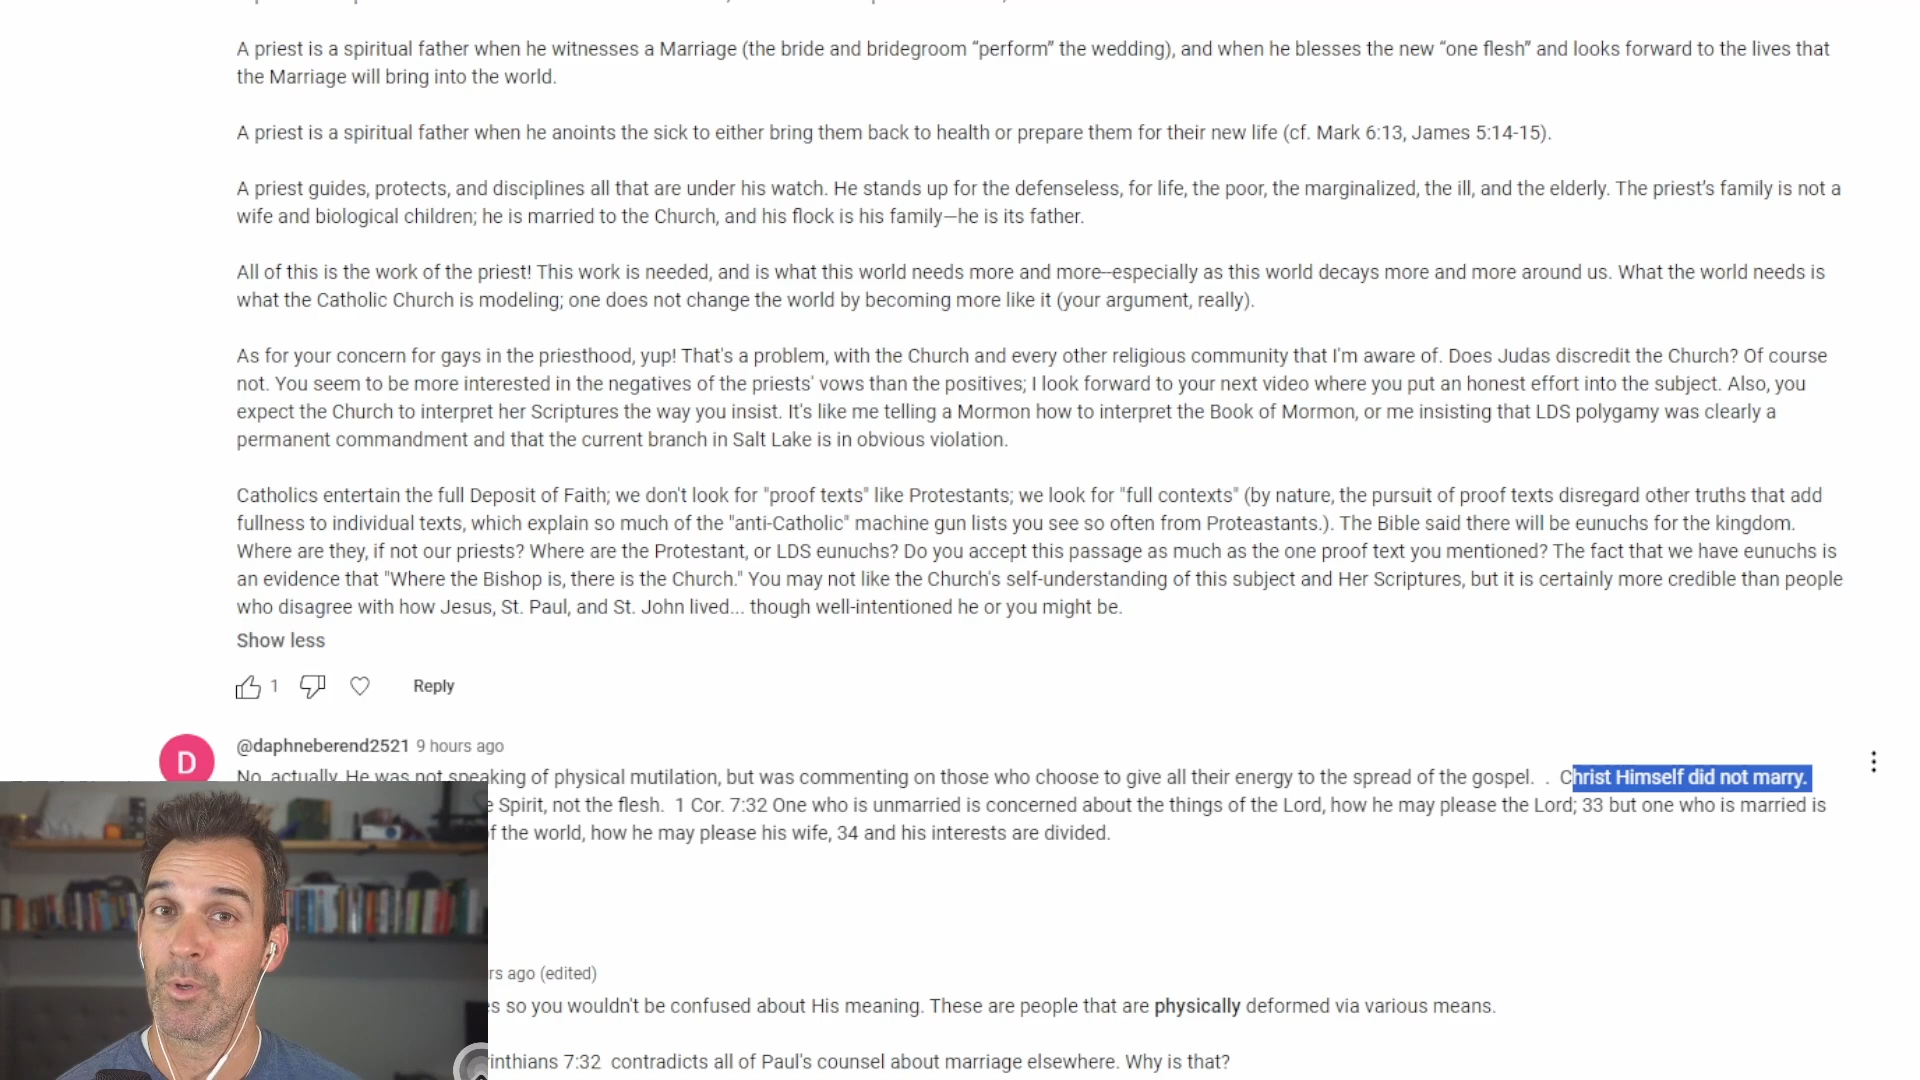 A priest is a spiritual father when he witnesses a Marriage (the bride and bridegroom “perform” the wedding), and when he blesses the new “one flesh” and looks forward to the lives that
the Marriage will bring into the world.
A priest is a spiritual father when he anoints the sick to either bring them back to health or prepare them for their new life (cf. Mark 6:13, James 5:14-15).
A priest guides, protects, and disciplines all that are under his watch. He stands up for the defenseless, for life, the poor, the marginalized, the ill, and the elderly. The priest’s family is not a
wife and biological children; he is married to the Church, and his flock is his family—he is its father.
All of this is the work of the priest! This work is needed, and is what this world needs more and more–especially as this world decays more and more around us. What the world needs is
what the Catholic Church is modeling; one does not change the world by becoming more like it (your argument, really).
As for your concern for gays in the priesthood, yup! That's a problem, with the Church and every other religious community that I'm aware of. Does Judas discredit the Church? Of course
not. You seem to be more interested in the negatives of the priests' vows than the positives; I look forward to your next video where you put an honest effort into the subject. Also, you
expect the Church to interpret her Scriptures the way you insist. It's like me telling a Mormon how to interpret the Book of Mormon, or me insisting that LDS polygamy was clearly a
permanent commandment and that the current branch in Salt Lake is in obvious violation.
Catholics entertain the full Deposit of Faith; we don't look for "proof texts" like Protestants; we look for "full contexts" (by nature, the pursuit of proof texts disregard other truths that add
fullness to individual texts, which explain so much of the "anti-Catholic" machine gun lists you see so often from Proteastants.). The Bible said there will be eunuchs for the kingdom.
Where are they, if not our priests? Where are the Protestant, or LDS eunuchs? Do you accept this passage as much as the one proof text you mentioned? The fact that we have eunuchs is
an evidence that "Where the Bishop is, there is the Church." You may not like the Church's self-understanding of this subject and Her Scriptures, but it is certainly more credible than people
who disagree with how Jesus, St. Paul, and St. John lived... though well-intentioned he or you might be.
Show less
1 Reply
D
@daphneberend2521 9 hours ago
No, actually, He was not speaking of physical mutilation, but was commenting on those who choose to give all their energy to the spread of the gospel. . Christ Himself did not marry.
Spirit, not the flesh. 1 Cor. 7:32 One who is unmarried is concerned about the things of the Lord, how he may please the Lord; 33 but one who is married is
the world, how he may please his wife, 34 and his interests are divided.
ago (edited)
so you wouldn't be confused about His meaning. These are people that are physically deformed via various means.
7:32 contradicts all of Paul's counsel about marriage elsewhere. Why is that?